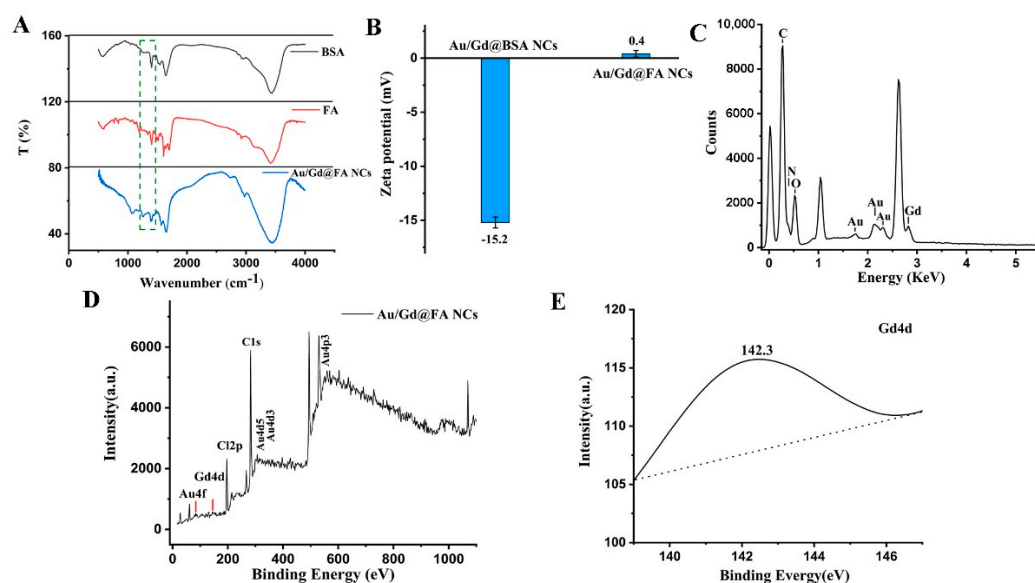 A
160
120
80
40
T (%)
BSA
FA
Au/Gd@FA NCs
0 1000 2000 3000 4000
Wavenumber (cm-1)
B
0
-5
-10
-15
Zeta potential (mV)
Au/Gd@BSA NCs
0.4
Au/Gd@FA NCs
-15.2
C
10,000
8000
6000
4000
2000
0
Counts
C
N
O
Au
Au
Au
Gd
0 1 2 3 4 5
Energy (KeV)
D
6000
4000
2000
0
Intensity(a.u.)
Au/Gd@FA NCs
C1s
Au4p3
Au4d5
Au4d3
Cl2p
Gd4d
Au4f
0 200 400 600 800 1000
Binding Energy (eV)
E
120
115
110
105
100
Intensity(a.u.)
Gd4d
142.3
140 142 144 146
Binding Evergy(eV)